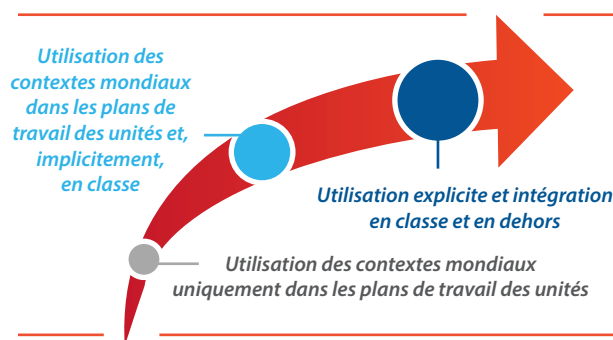 Utilisation des
contextes mondiaux
dans les plans de
travail des unités et,
implicitement,
en classe
Utilisation explicite et intégration
en classe et en dehors
Utilisation des contextes mondiaux
uniquement dans les plans de travail des unités